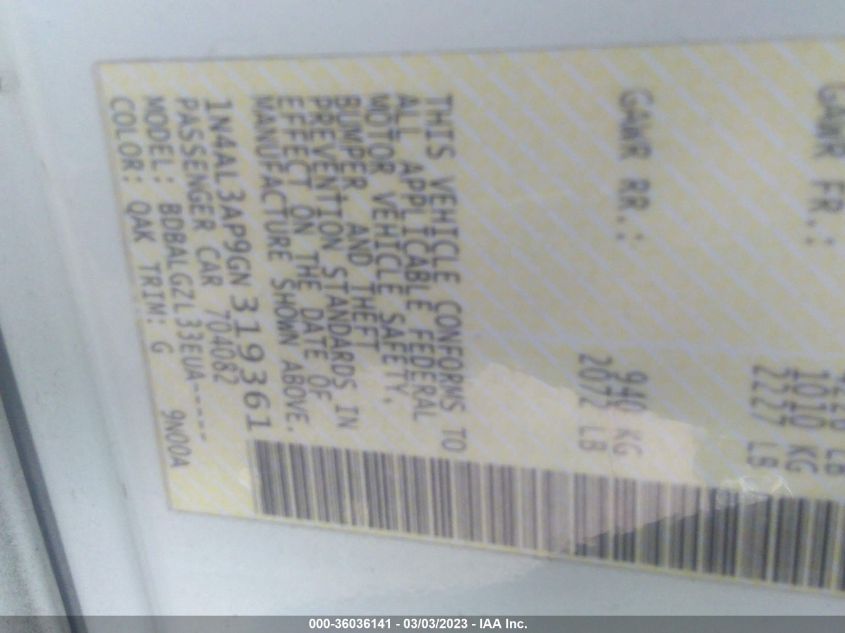 LB
GAWR FR.: 1010 KG
2227 LB
GAWR RR.: 940 KG
2072 LB
THIS VEHICLE CONFORMS TO
ALL APPLICABLE FEDERAL
MOTOR VEHICLE SAFETY,
BUMPER, AND THEFT
PREVENTION STANDARDS IN
EFFECT ON THE DATE OF
MANUFACTURE SHOWN ABOVE.
1N4AL3AP9GN319361
PASSENGER CAR 704082
MODEL: BDBALGZL33EUA-----
COLOR: QAK TRIM: G 9N00A
000-36036141 - 03/03/2023 - IAA Inc.